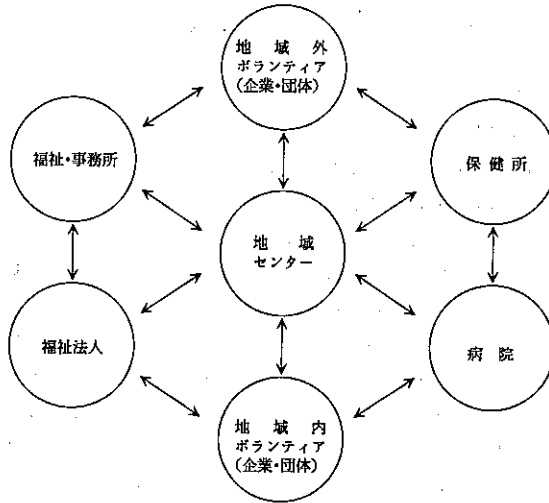 地域外
ボランティア
(企業・団体)
福祉・事務所
保健所
地域
センター
福祉法人
病院
地域内
ボランティア
(企業・団体)